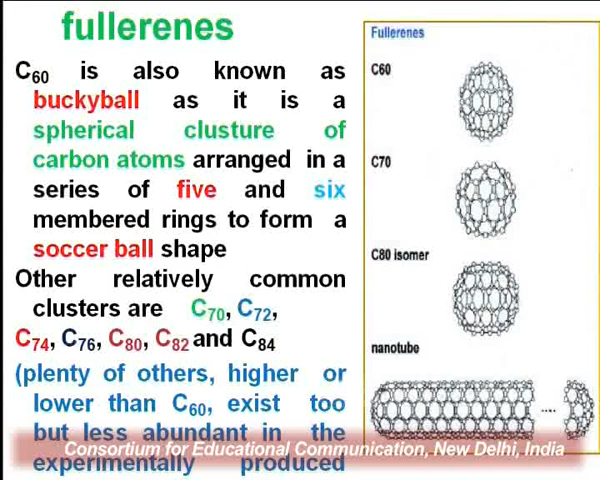 fullerenes
C₆₀ is also known as
buckyball as it is a
spherical clusture of
carbon atoms arranged in a
series of five and six
membered rings to form a
soccer ball shape
Other relatively common
clusters are C₇₀, C₇₂,
C₇₄, C₇₆, C₈₀, C₈₂ and C₈₄
(plenty of others, higher or
lower than C₆₀, exist too
but less abundant in the
experimentally produced
Fullerenes
C60
C70
C80 isomer
nanotube
....
Consortium for Educational Communication, New Delhi, India